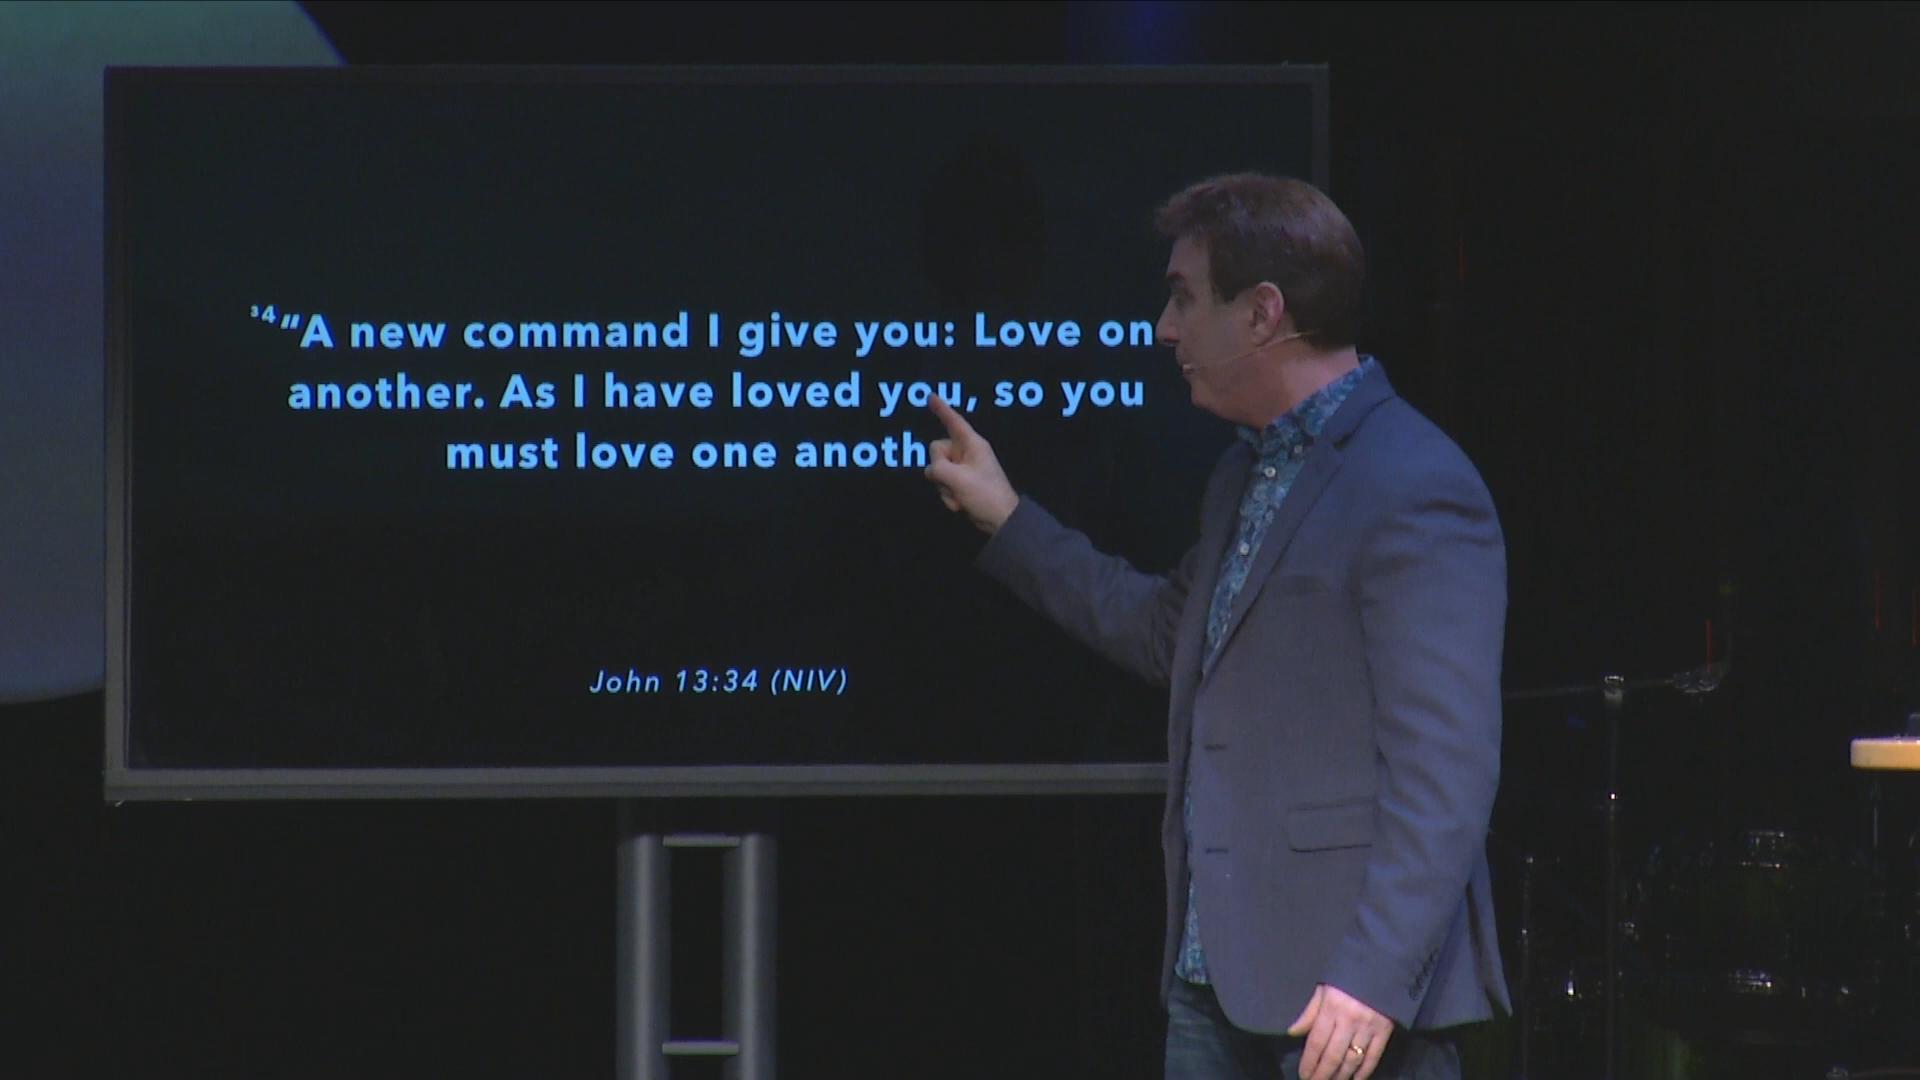 ³⁴“A new command I give you: Love on
another. As I have loved you, so you
must love one anoth
John 13:34 (NIV)